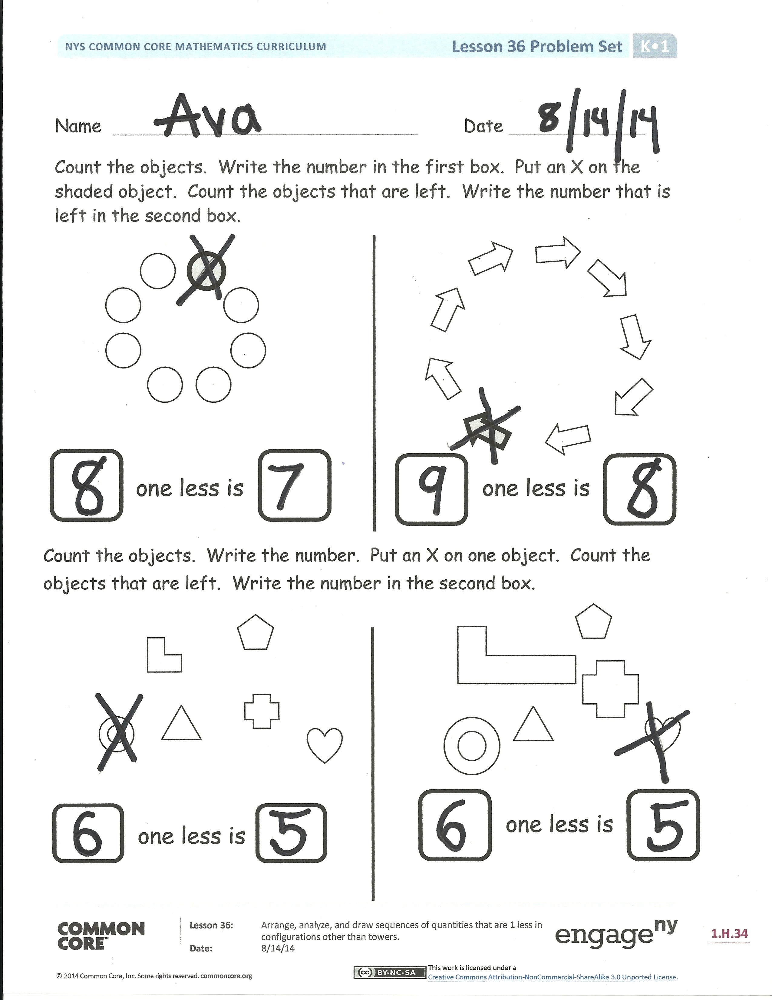 NYS COMMON CORE MATHEMATICS CURRICULUM
Lesson 36 Problem Set
K•1
Name Ava
Date 8/14/14
Count the objects. Write the number in the first box. Put an X on the
shaded object. Count the objects that are left. Write the number that is
left in the second box.
8 one less is 7
9 one less is 8
Count the objects. Write the number. Put an X on one object. Count the
objects that are left. Write the number in the second box.
6 one less is 5
6 one less is 5
COMMON
CORE™
Lesson 36:
Arrange, analyze, and draw sequences of quantities that are 1 less in
configurations other than towers.
Date:
8/14/14
engageny
1.H.34
© 2014 Common Core, Inc. Some rights reserved. commoncore.org
cc BY-NC-SA
This work is licensed under a
Creative Commons Attribution-NonCommercial-ShareAlike 3.0 Unported License.